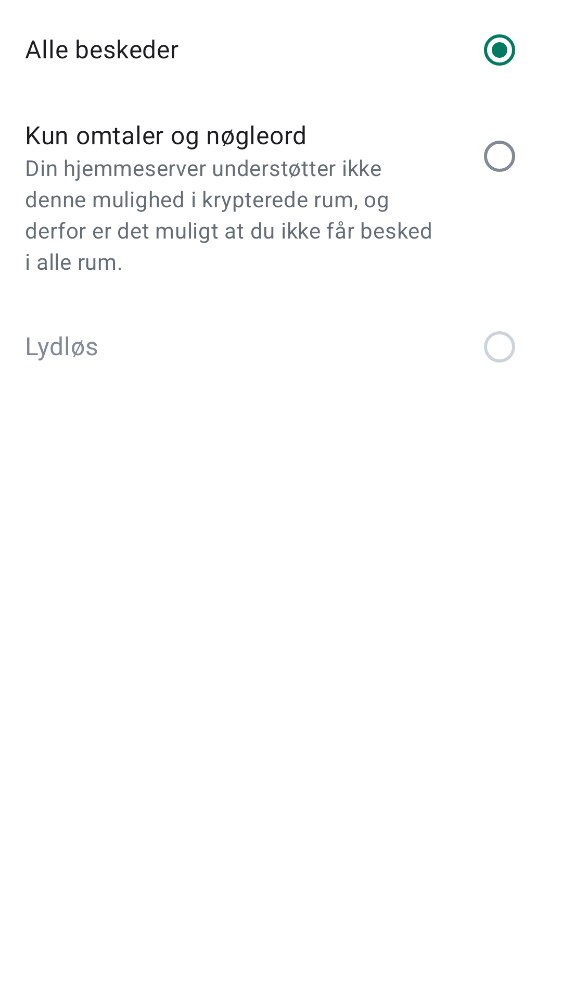 Alle beskeder
Kun omtaler og nøgleord
Din hjemmeserver understøtter ikke
denne mulighed i krypterede rum, og
derfor er det muligt at du ikke får besked
i alle rum.
Lydløs